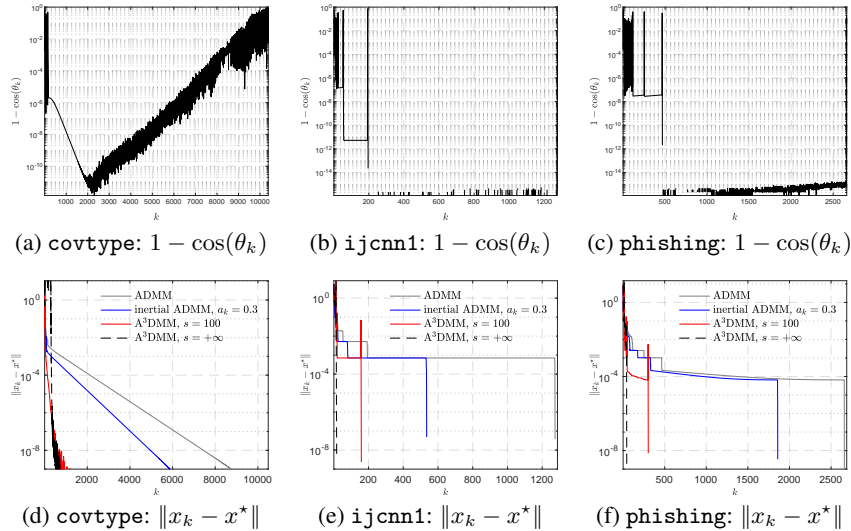 10^0
10^-2
10^-4
10^-6
10^-8
10^-10
1 − cos(θ_k)
1000 2000 3000 4000 5000 6000 7000 8000 9000 10000
k
10^0
10^-2
10^-4
10^-6
10^-8
10^-10
10^-12
10^-14
1 − cos(θ_k)
200 400 600 800 1000 1200
k
10^0
10^-2
10^-4
10^-6
10^-8
10^-10
10^-12
10^-14
1 − cos(θ_k)
500 1000 1500 2000 2500
k
(a) covtype: 1 − cos(θ_k)
(b) ijcnn1: 1 − cos(θ_k)
(c) phishing: 1 − cos(θ_k)
10^0
10^-4
10^-8
‖x_k − x^⋆‖
ADMM
inertial ADMM, a_k = 0.3
A^3DMM, s = 100
A^3DMM, s = +∞
2000 4000 6000 8000 10000
k
10^0
10^-4
10^-8
‖x_k − x^⋆‖
ADMM
inertial ADMM, a_k = 0.3
A^3DMM, s = 100
A^3DMM, s = +∞
200 400 600 800 1000 1200
k
10^0
10^-4
10^-8
‖x_k − x^⋆‖
ADMM
inertial ADMM, a_k = 0.3
A^3DMM, s = 100
A^3DMM, s = +∞
500 1000 1500 2000 2500
k
(d) covtype: ‖x_k − x^⋆‖
(e) ijcnn1: ‖x_k − x^⋆‖
(f) phishing: ‖x_k − x^⋆‖